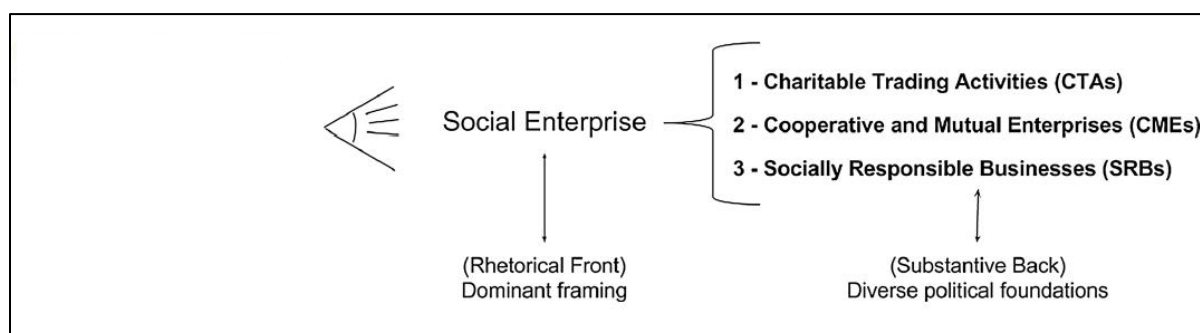 Social Enterprise
1 - Charitable Trading Activities (CTAs)
2 - Cooperative and Mutual Enterprises (CMEs)
3 - Socially Responsible Businesses (SRBs)
(Rhetorical Front)
Dominant framing
(Substantive Back)
Diverse political foundations